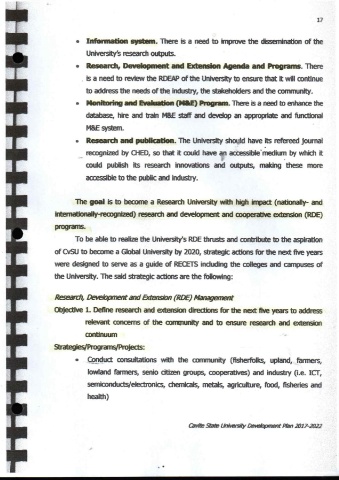 17
• Information system. There is a need to improve the dissemination of the
University's research outputs.
• Research, Development and Extension Agenda and Programs. There
is a need to review the RDEAP of the University to ensure that it will continue
to address the needs of the industry, the stakeholders and the community.
• Monitoring and Evaluation (M&E) Program. There is a need to enhance the
database, hire and train M&E staff and develop an appropriate and functional
M&E system.
• Research and publication. The University should have its refereed journal
recognized by CHED, so that it could have an accessible medium by which it
could publish its research innovations and outputs, making these more
accessible to the public and industry.
The goal is to become a Research University with high impact (nationally- and
internationally-recognized) research and development and cooperative extension (RDE)
programs.
To be able to realize the University's RDE thrusts and contribute to the aspiration
of CvSU to become a Global University by 2020, strategic actions for the next five years
were designed to serve as a guide of RECETS including the colleges and campuses of
the University. The said strategic actions are the following:
Research, Development and Extension (RDE) Management
Objective 1. Define research and extension directions for the next five years to address
relevant concerns of the community and to ensure research and extension
continuum
Strategies/Programs/Projects:
• Conduct consultations with the community (fisherfolks, upland, farmers,
lowland farmers, senio citizen groups, cooperatives) and industry (i.e. ICT,
semiconducts/electronics, chemicals, metals, agriculture, food, fisheries and
health)
Cavite State University Development Plan 2017-2022